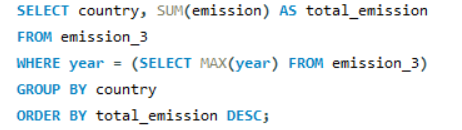 SELECT country, SUM(emission) AS total_emission
FROM emission_3
WHERE year = (SELECT MAX(year) FROM emission_3)
GROUP BY country
ORDER BY total_emission DESC;